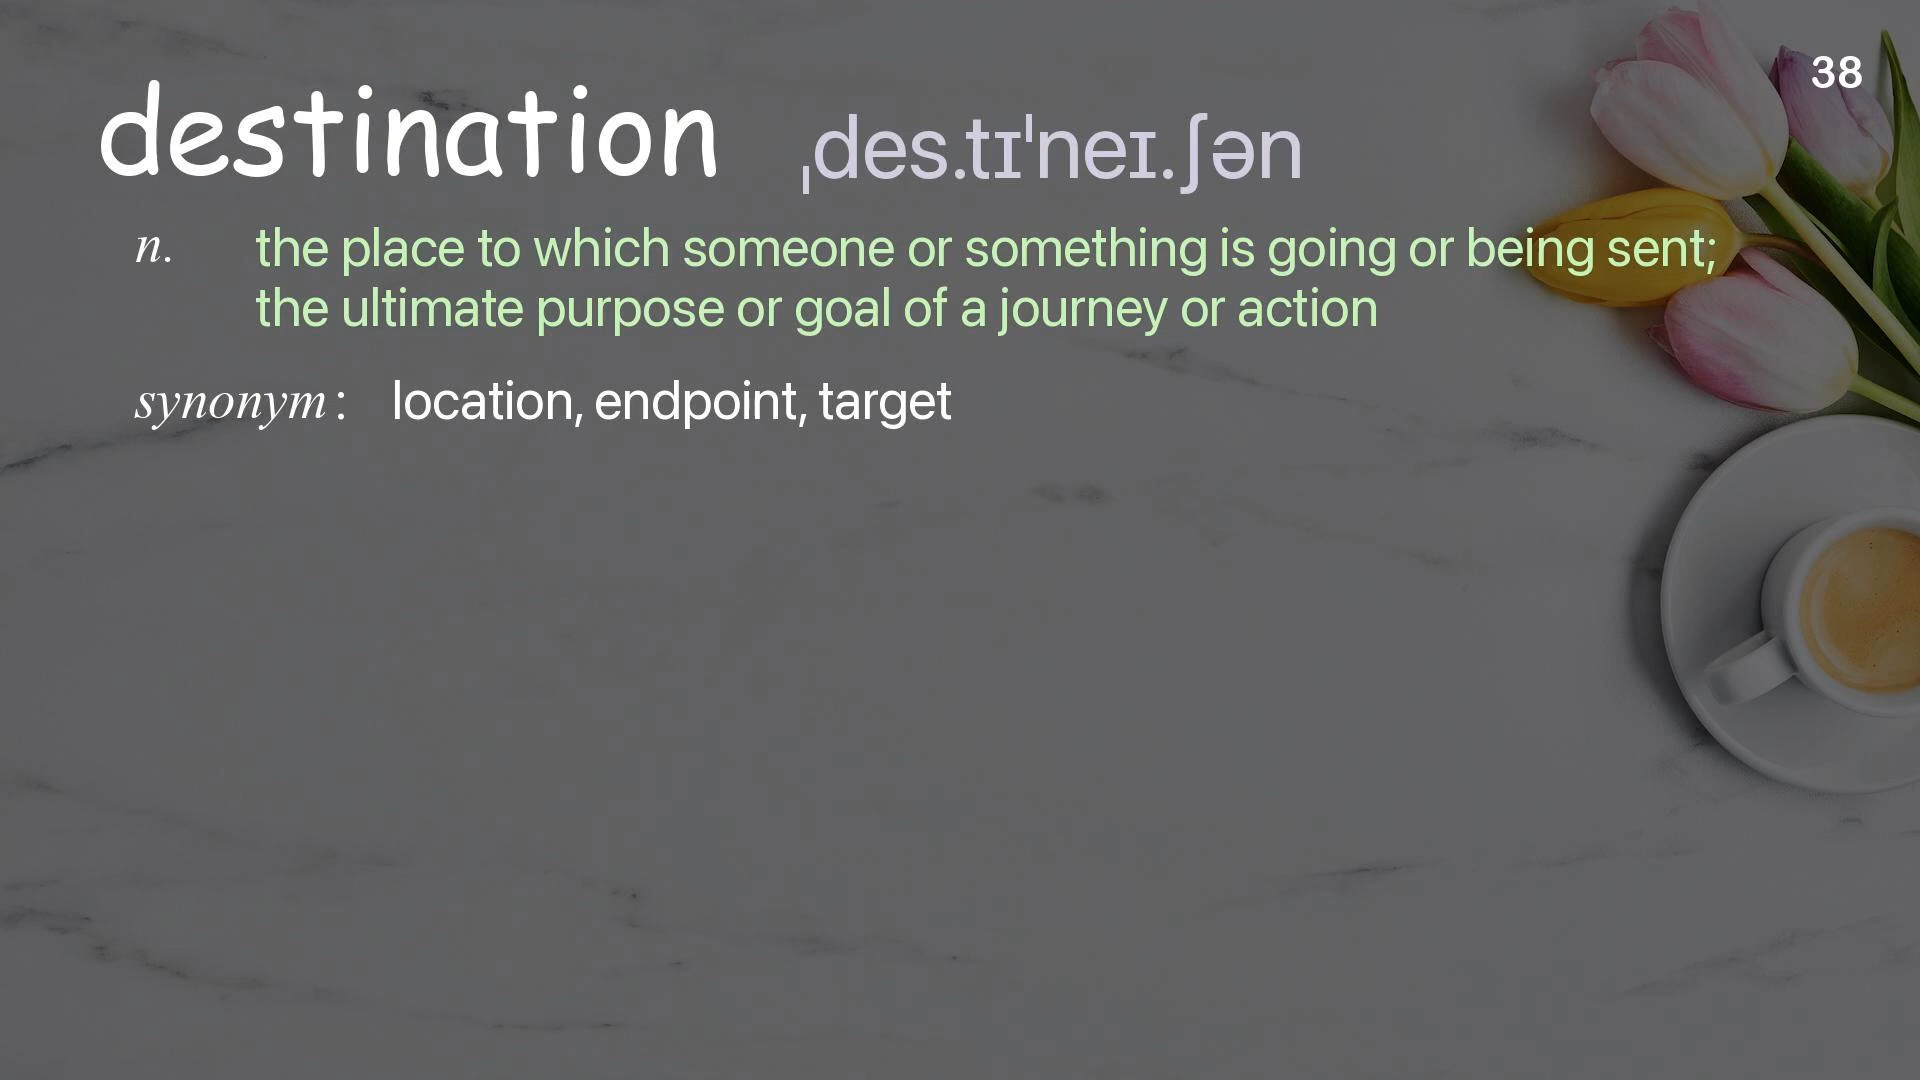 38
destination ˌdes.tɪˈneɪ.ʃən
n. the place to which someone or something is going or being sent;
the ultimate purpose or goal of a journey or action
synonym: location, endpoint, target